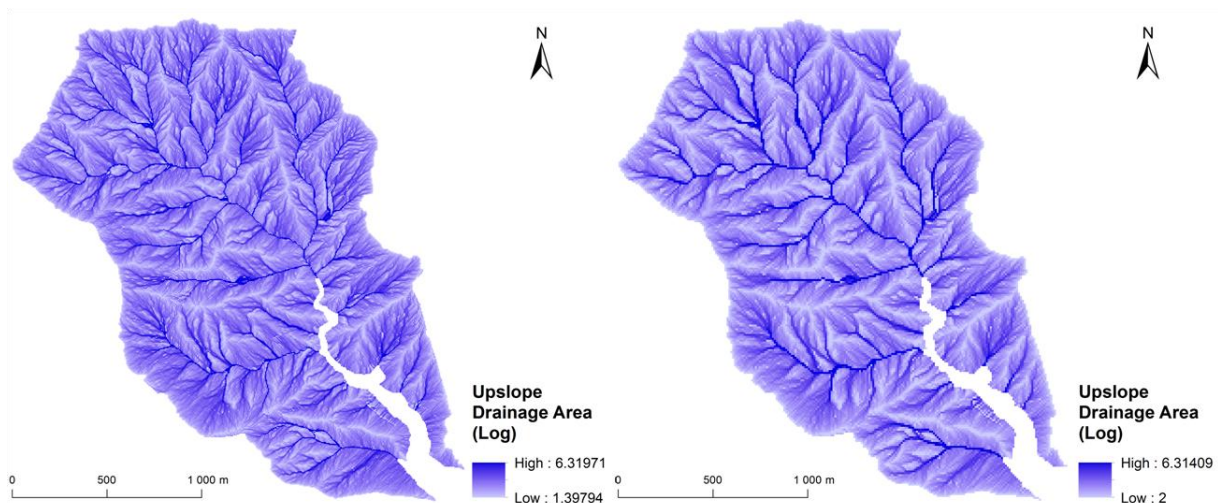 N
Upslope
Drainage Area
(Log)
High : 6.31971
Low : 1.39794
0 500 1 000 m
N
Upslope
Drainage Area
(Log)
High : 6.31409
Low : 2
0 500 1 000 m